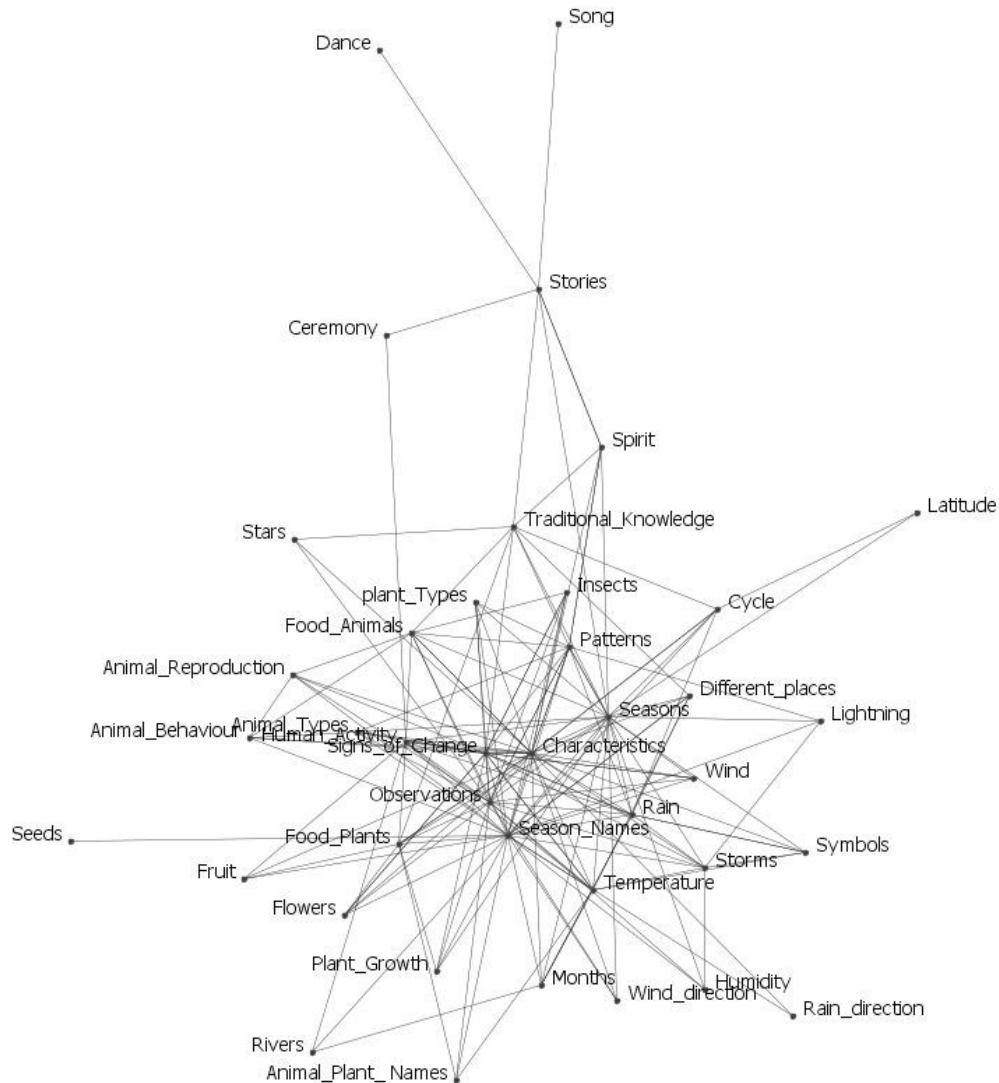 Song
Dance
Stories
Ceremony
Spirit
Latitude
Traditional_Knowledge
Stars
Insects
plant_Types
Cycle
Food_Animals
Patterns
Animal_Reproduction
Different_places
Seasons
Lightning
Animal_Types
Animal_Behaviour
Human_Activity
Signs_of_Change
Characteristics
Wind
Observations
Rain
Season_Names
Seeds
Food_Plants
Symbols
Storms
Fruit
Temperature
Flowers
Plant_Growth
Months
Humidity
Wind_direction
Rain_direction
Rivers
Animal_Plant_ Names